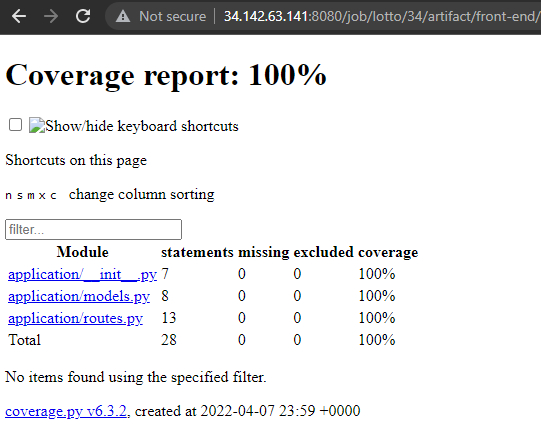 Not secure | 34.142.63.141:8080/job/lotto/34/artifact/front-end/
Coverage report: 100%
Show/hide keyboard shortcuts
Shortcuts on this page
n s m x c change column sorting
filter...
Module statements missing excluded coverage
application/__init__.py 7 0 0 100%
application/models.py 8 0 0 100%
application/routes.py 13 0 0 100%
Total 28 0 0 100%
No items found using the specified filter.
coverage.py v6.3.2, created at 2022-04-07 23:59 +0000